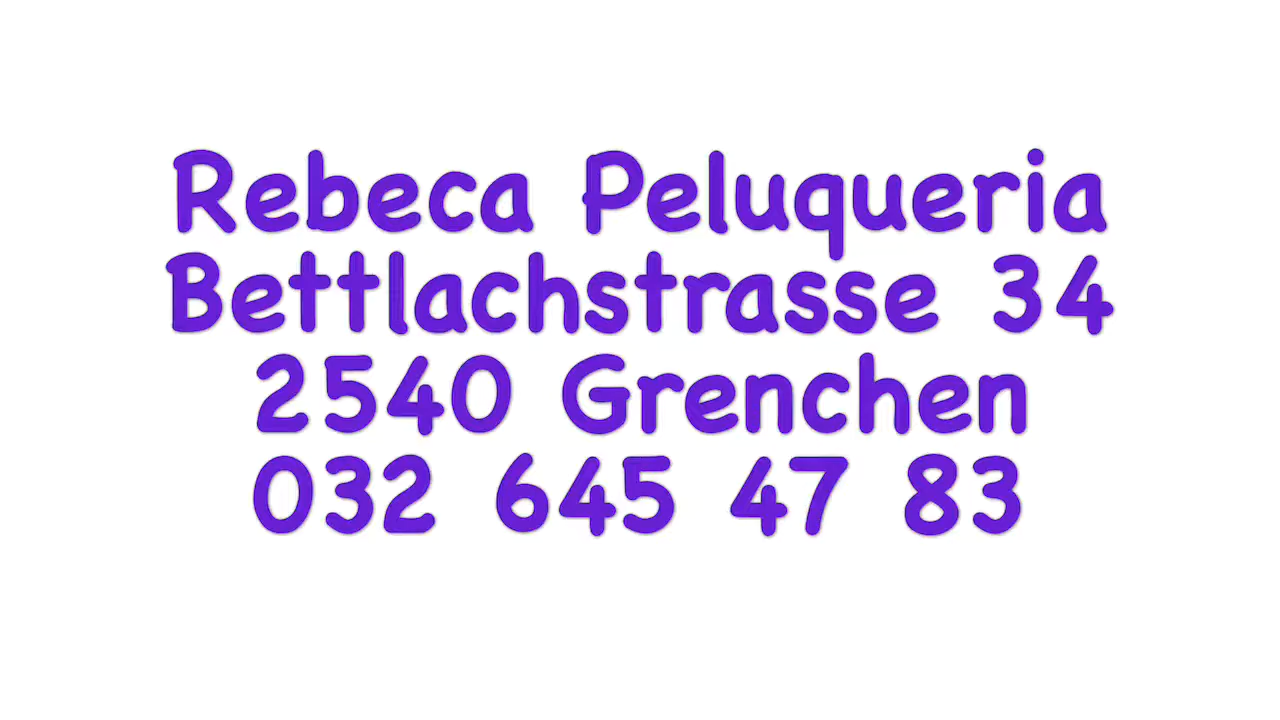 Rebeca Peluqueria
Bettlachstrasse 34
2540 Grenchen
032 645 47 83